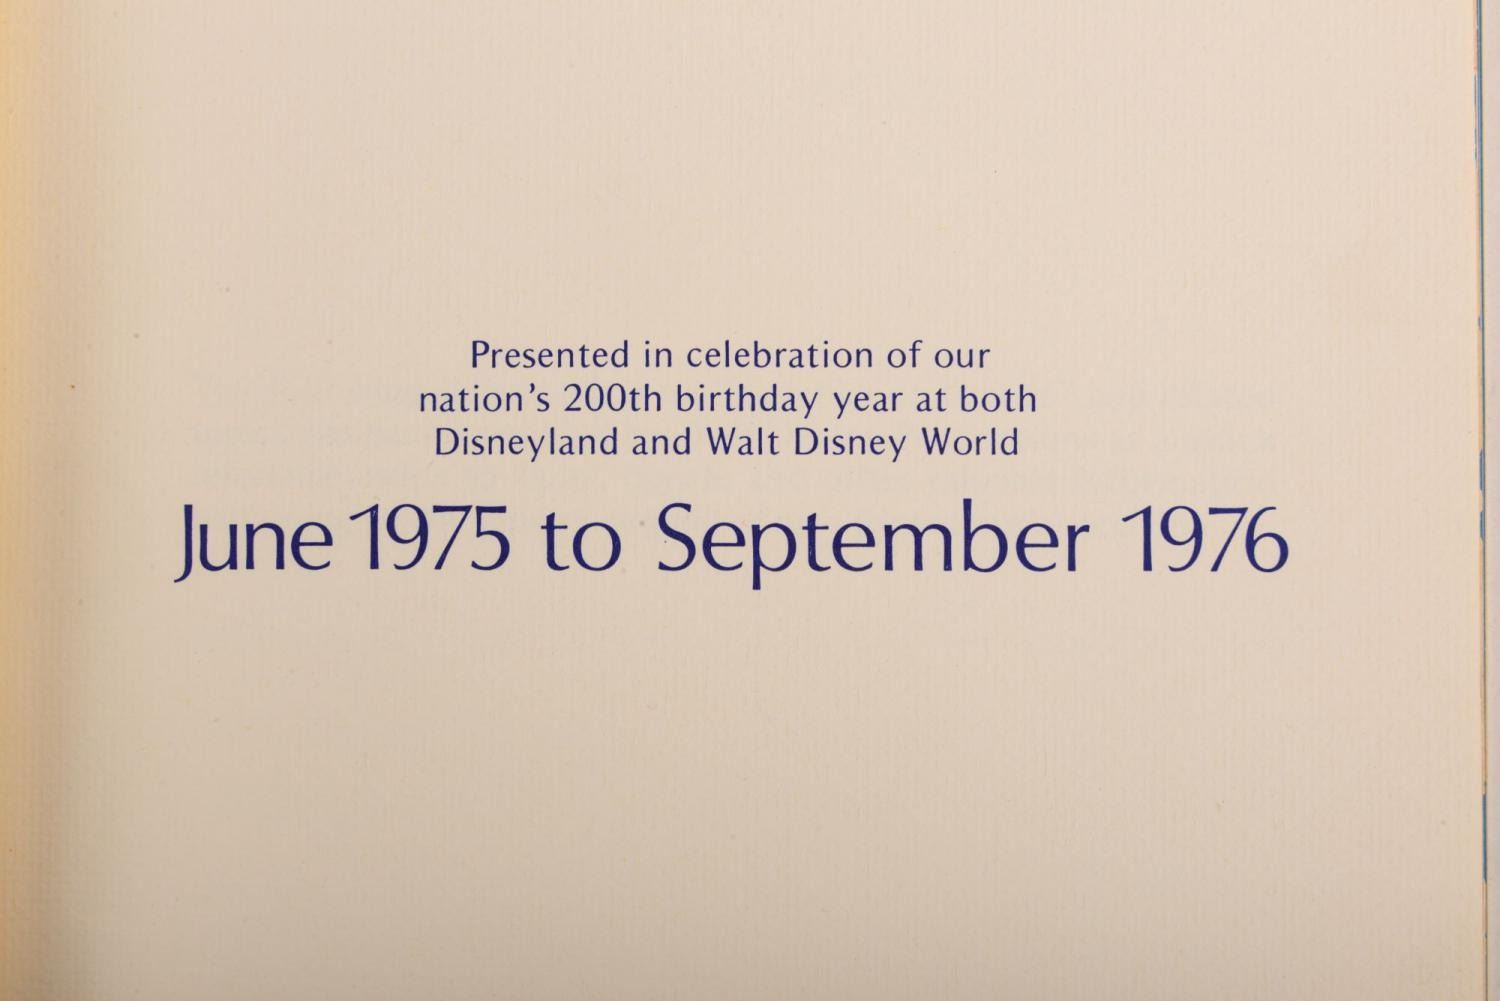 Presented in celebration of our
nation's 200th birthday year at both
Disneyland and Walt Disney World
June 1975 to September 1976